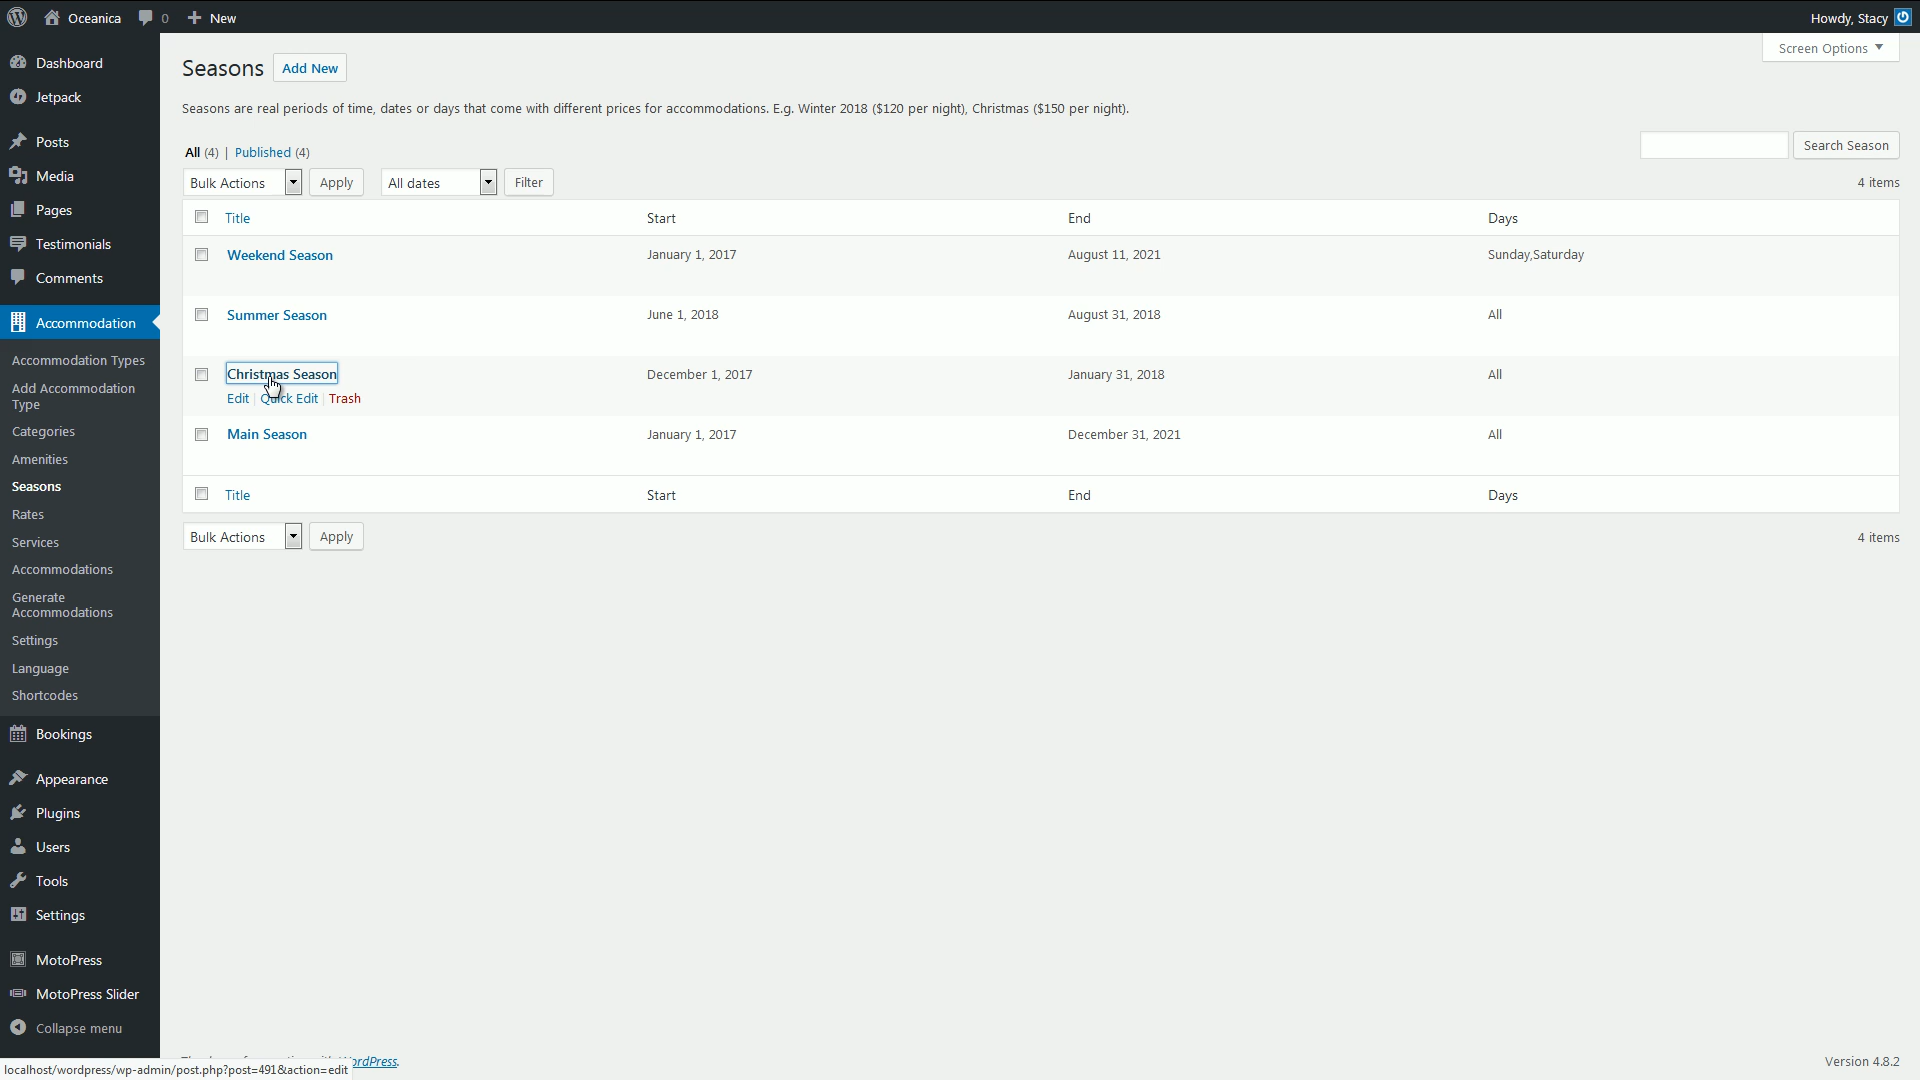 Oceanica 0 New Howdy, Stacy
Dashboard
Jetpack
Posts
Media
Pages
Testimonials
Comments
Accommodation
Accommodation Types
Add Accommodation
Type
Categories
Amenities
Seasons
Rates
Services
Accommodations
Generate
Accommodations
Settings
Language
Shortcodes
Bookings
Appearance
Plugins
Users
Tools
Settings
MotoPress
MotoPress Slider
Collapse menu
Screen Options
Seasons Add New
Seasons are real periods of time, dates or days that come with different prices for accommodations. E.g. Winter 2018 ($120 per night), Christmas ($150 per night).
All (4) | Published (4)
Search Season
Bulk Actions Apply All dates Filter 4 items
Title Start End Days
Weekend Season January 1, 2017 August 11, 2021 Sunday,Saturday
Summer Season June 1, 2018 August 31, 2018 All
Christmas Season December 1, 2017 January 31, 2018 All
Edit | Quick Edit | Trash
Main Season January 1, 2017 December 31, 2021 All
Title Start End Days
Bulk Actions Apply 4 items
WordPress. Version 4.8.2
localhost/wordpress/wp-admin/post.php?post=491&action=edit